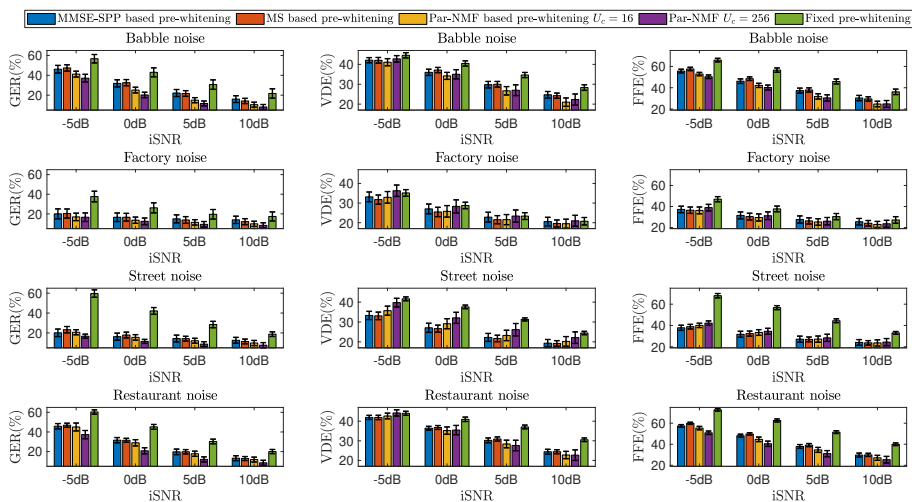 MMSE-SPP based pre-whitening MS based pre-whitening Par-NMF based pre-whitening U_c = 16 Par-NMF U_c = 256 Fixed pre-whitening
Babble noise Babble noise Babble noise
GER(%) 60 40 20 VDE(%) 40 30 20 FFE(%) 60 40 20
-5dB 0dB 5dB 10dB -5dB 0dB 5dB 10dB -5dB 0dB 5dB 10dB
iSNR iSNR iSNR
Factory noise Factory noise Factory noise
GER(%) 60 40 20 VDE(%) 40 30 20 FFE(%) 60 40 20
-5dB 0dB 5dB 10dB -5dB 0dB 5dB 10dB -5dB 0dB 5dB 10dB
iSNR iSNR iSNR
Street noise Street noise Street noise
GER(%) 60 40 20 VDE(%) 40 30 20 FFE(%) 60 40 20
-5dB 0dB 5dB 10dB -5dB 0dB 5dB 10dB -5dB 0dB 5dB 10dB
iSNR iSNR iSNR
Restaurant noise Restaurant noise Restaurant noise
GER(%) 60 40 20 VDE(%) 40 30 20 FFE(%) 60 40 20
-5dB 0dB 5dB 10dB -5dB 0dB 5dB 10dB -5dB 0dB 5dB 10dB
iSNR iSNR iSNR